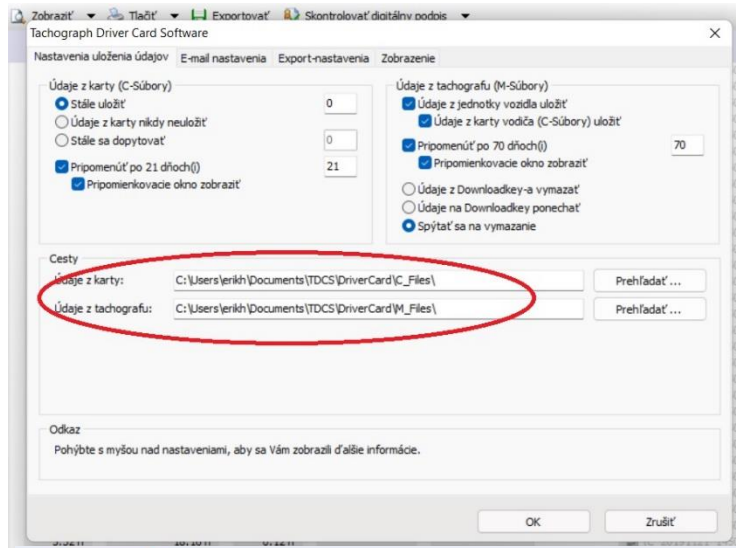 Zobraziť Tlačiť Exportovať Skontrolovať digitálny podpis
Tachograph Driver Card Software
Nastavenia uloženia údajov E-mail nastavenia Export-nastavenia Zobrazenie
Údaje z karty (C-Súbory)
Stále uložiť 0
Údaje z karty nikdy neuložiť
Stále sa dopytovať 0
Pripomenúť po 21 dňoch(i) 21
Pripomienkovacie okno zobraziť
Údaje z tachografu (M-Súbory)
Údaje z jednotky vozidla uložiť
Údaje z karty vodiča (C-Súbory) uložiť
Pripomenúť po 70 dňoch(i) 70
Pripomienkovacie okno zobraziť
Údaje z Downloadkey-a vymazať
Údaje na Downloadkey ponechať
Spýtať sa na vymazanie
Cesty
Údaje z karty: C:\Users\erikh\Documents\TDCS\DriverCard\C_Files\ Prehľadať ...
Údaje z tachografu: C:\Users\erikh\Documents\TDCS\DriverCard\M_Files\ Prehľadať ...
Odkaz
Pohýbte s myšou nad nastaveniami, aby sa Vám zobrazili ďalšie informácie.
OK Zrušiť